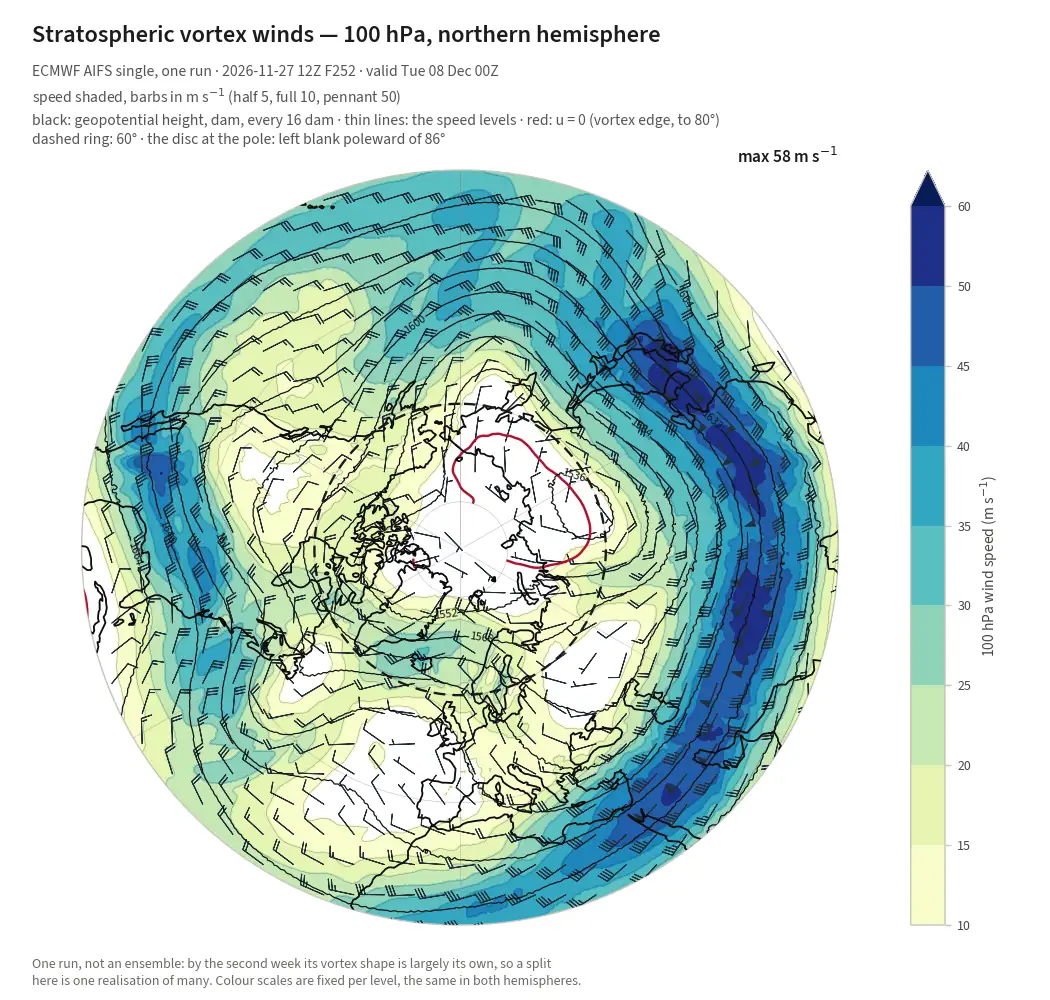 Stratospheric vortex winds — 100 hPa, northern hemisphere
ECMWF AIFS single, one run · 2026-11-27 12Z F252 · valid Tue 08 Dec 00Z
speed shaded, barbs in m s⁻¹ (half 5, full 10, pennant 50)
black: geopotential height, dam, every 16 dam · thin lines: the speed levels · red: u = 0 (vortex edge, to 80°)
dashed ring: 60° · the disc at the pole: left blank poleward of 86°
max 58 m s⁻¹
60
50
45
40
35
30
25
20
15
10
100 hPa wind speed (m s⁻¹)
1600
1536
1552
One run, not an ensemble: by the second week its vortex shape is largely its own, so a split
here is one realisation of many. Colour scales are fixed per level, the same in both hemispheres.